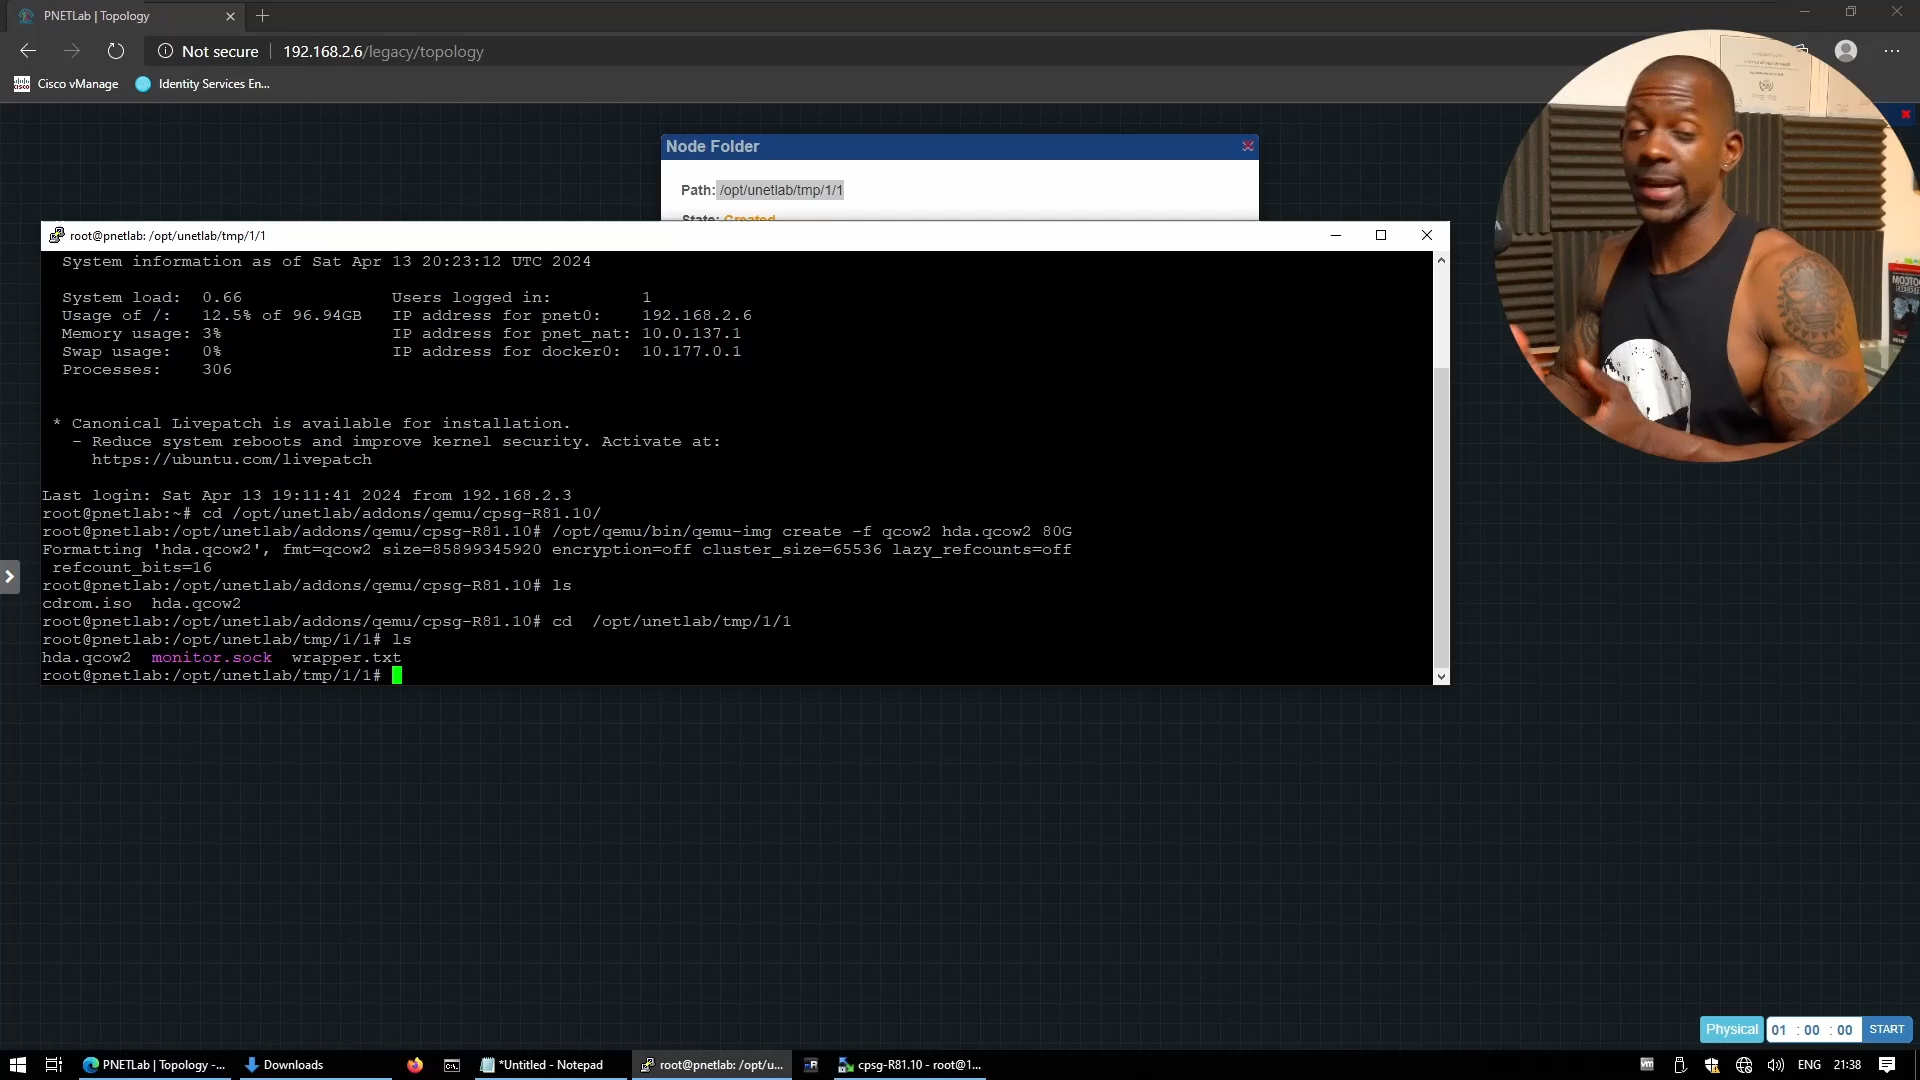 PNETLab | Topology
Not secure
192.168.2.6/legacy/topology
Cisco vManage
Identity Services En...
Node Folder
Path: /opt/unetlab/tmp/1/1
State: Created
root@pnetlab: /opt/unetlab/tmp/1/1
System information as of Sat Apr 13 20:23:12 UTC 2024
System load:  0.66 Users logged in: 1
Usage of /: 12.5% of 96.94GB IP address for pnet0: 192.168.2.6
Memory usage: 3% IP address for pnet_nat: 10.0.137.1
Swap usage: 0% IP address for docker0: 10.177.0.1
Processes: 306
* Canonical Livepatch is available for installation.
- Reduce system reboots and improve kernel security. Activate at:
https://ubuntu.com/livepatch
Last login: Sat Apr 13 19:11:41 2024 from 192.168.2.3
root@pnetlab:~# cd /opt/unetlab/addons/qemu/cpsg-R81.10/
root@pnetlab:/opt/unetlab/addons/qemu/cpsg-R81.10# /opt/qemu/bin/qemu-img create -f qcow2 hda.qcow2 80G
Formatting 'hda.qcow2', fmt=qcow2 size=85899345920 encryption=off cluster_size=65536 lazy_refcounts=off
refcount_bits=16
root@pnetlab:/opt/unetlab/addons/qemu/cpsg-R81.10# ls
cdrom.iso  hda.qcow2
root@pnetlab:/opt/unetlab/addons/qemu/cpsg-R81.10# cd  /opt/unetlab/tmp/1/1
root@pnetlab:/opt/unetlab/tmp/1/1# ls
hda.qcow2  monitor.sock  wrapper.txt
root@pnetlab:/opt/unetlab/tmp/1/1#
Physical
01 : 00 : 00
START
PNETLab | Topology -...
Downloads
*Untitled - Notepad
root@pnetlab: /opt/u...
cpsg-R81.10 - root@1...
ENG
21:38